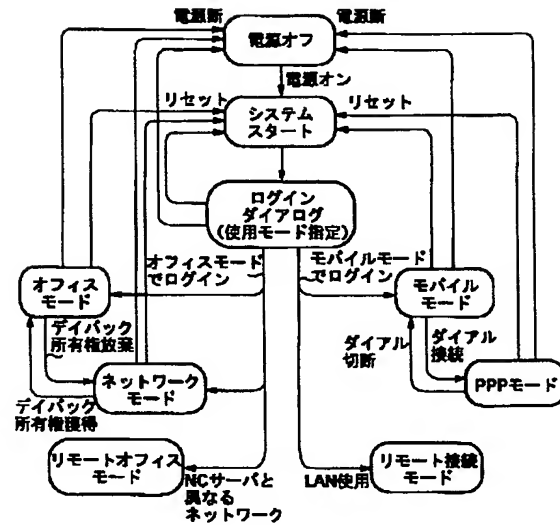 電源断
電源断
電源オフ
電源オン
リセット
システム
スタート
リセット
ログイン
ダイアログ
(使用モード指定)
オフィスモード
でログイン
モバイルモード
でログイン
オフィス
モード
モバイル
モード
デイパック
所有権放棄
ダイアル
切断
ダイアル
接続
ネットワーク
モード
PPPモード
デイパック
所有権獲得
リモートオフィス
モード
NCサーバと
異なる
ネットワーク
LAN使用
リモート接続
モード